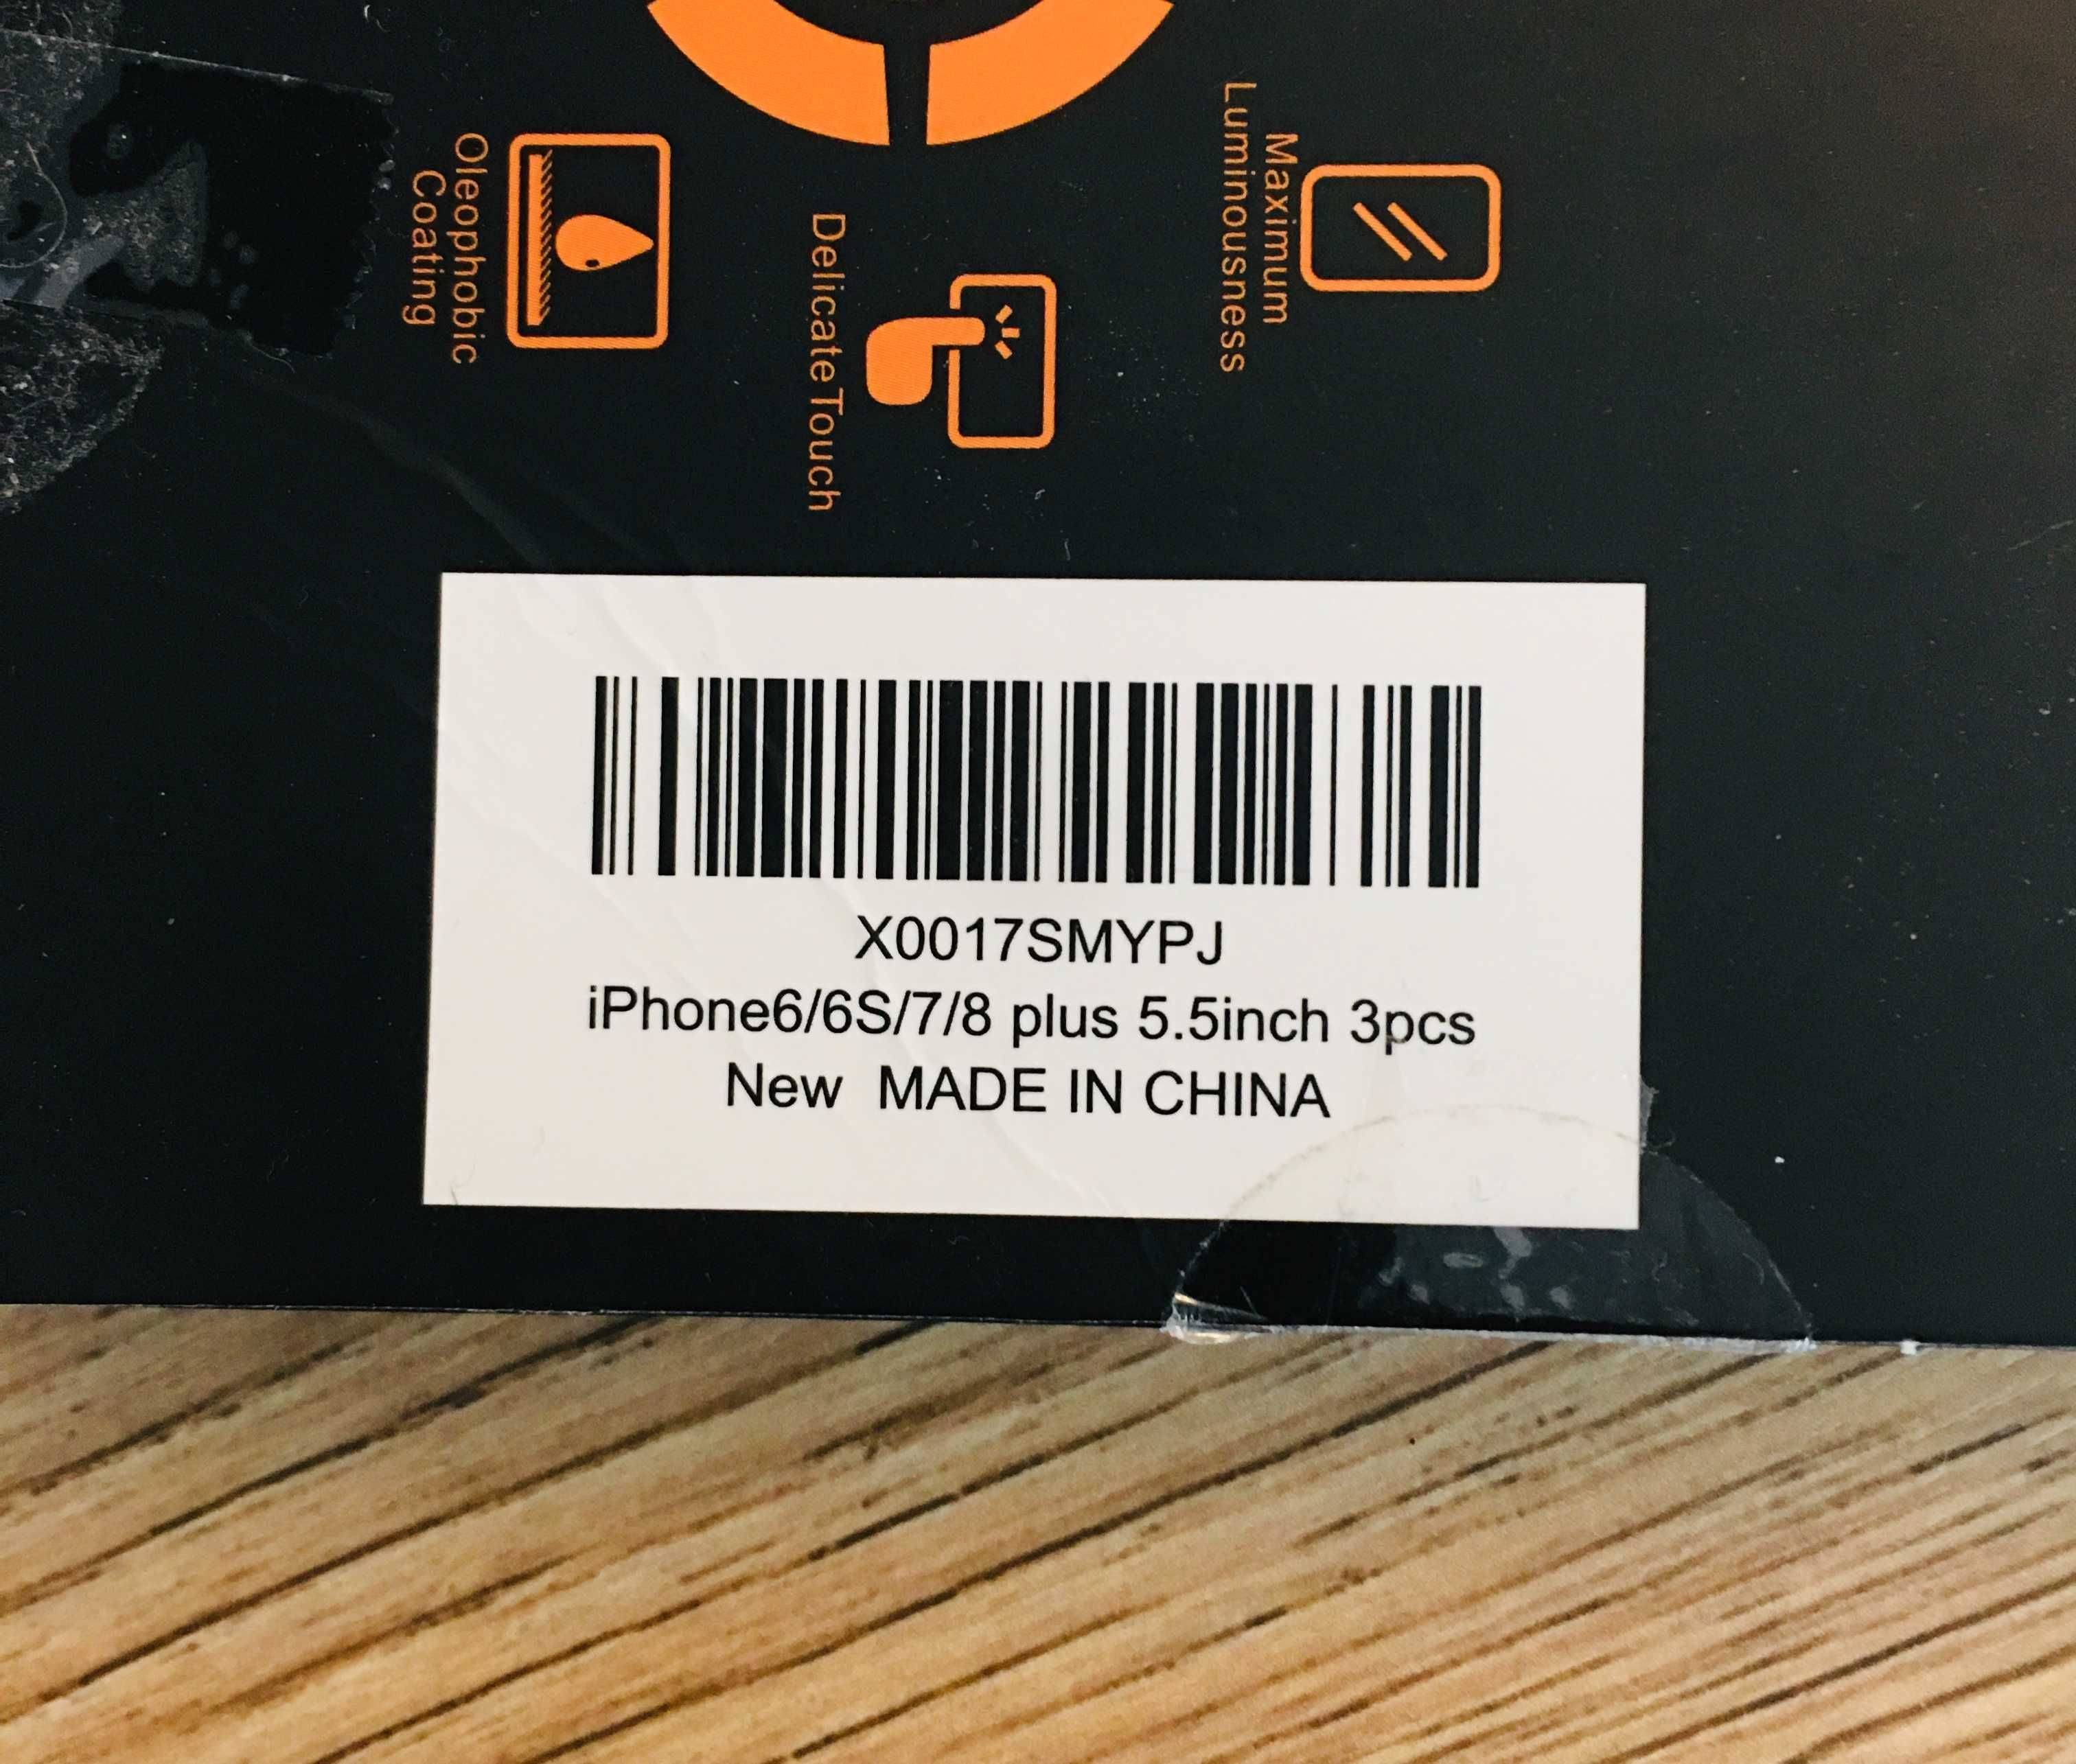 Oleophobic
Coating
Delicate Touch
Maximum
Luminousness
X0017SMYPJ
iPhone6/6S/7/8 plus 5.5inch 3pcs
New  MADE IN CHINA